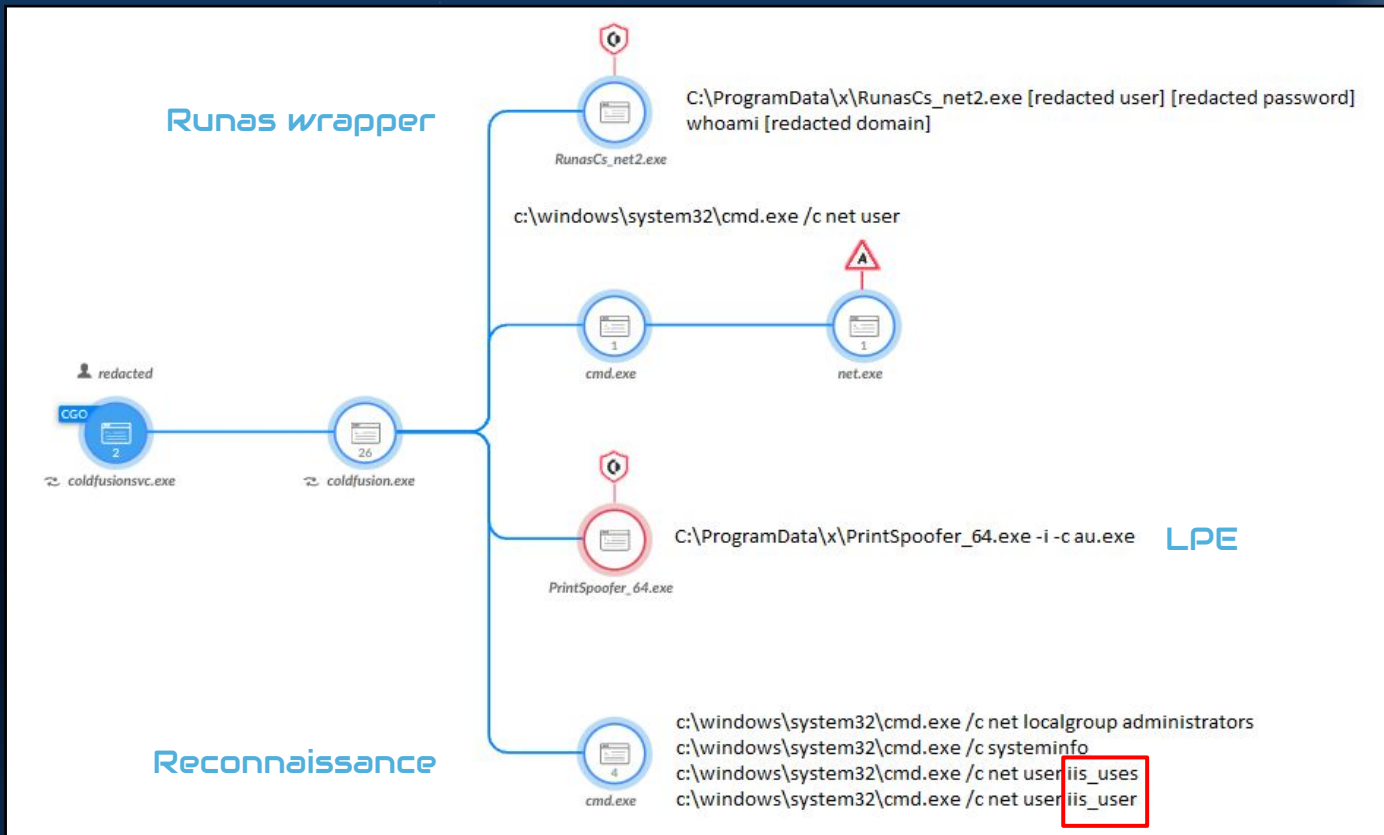 Runas wrapper
C:\ProgramData\x\RunasCs_net2.exe [redacted user] [redacted password]
whoami [redacted domain]
RunasCs_net2.exe
c:\windows\system32\cmd.exe /c net user
A
1
cmd.exe
1
net.exe
redacted
CGO
2
coldfusionsvc.exe
26
coldfusion.exe
C:\ProgramData\x\PrintSpoofer_64.exe -i -c au.exe
LPE
PrintSpoofer_64.exe
Reconnaissance
4
cmd.exe
c:\windows\system32\cmd.exe /c net localgroup administrators
c:\windows\system32\cmd.exe /c systeminfo
c:\windows\system32\cmd.exe /c net user iis_uses
c:\windows\system32\cmd.exe /c net user iis_user